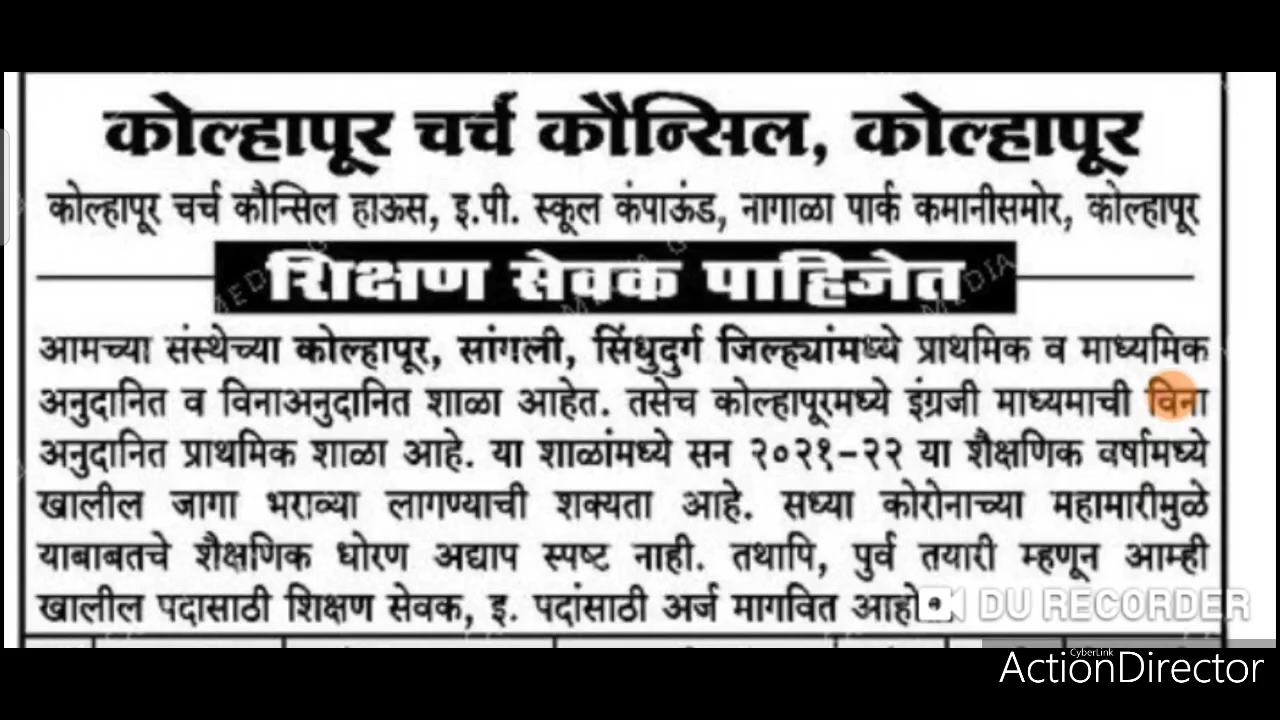 कोल्हापूर चर्च कौन्सिल, कोल्हापूर
कोल्हापूर चर्च कौन्सिल हाऊस, इ.पी. स्कूल कंपाऊंड, नागाळा पार्क कमानीसमोर, कोल्हापूर
शिक्षण सेवक पाहिजेत
आमच्या संस्थेच्या कोल्हापूर, सांगली, सिंधुदुर्ग जिल्ह्यांमध्ये प्राथमिक व माध्यमिक
अनुदानित व विनाअनुदानित शाळा आहेत. तसेच कोल्हापूरमध्ये इंग्रजी माध्यमाची विना
अनुदानित प्राथमिक शाळा आहे. या शाळांमध्ये सन २०२१-२२ या शैक्षणिक वर्षामध्ये
खालील जागा भराव्या लागण्याची शक्यता आहे. सध्या कोरोनाच्या महामारीमुळे
याबाबतचे शैक्षणिक धोरण अद्याप स्पष्ट नाही. तथापि, पुर्व तयारी म्हणून आम्ही
खालील पदासाठी शिक्षण सेवक, इ. पदांसाठी अर्ज मागवित
DU RECORDER
CyberLink
ActionDirector